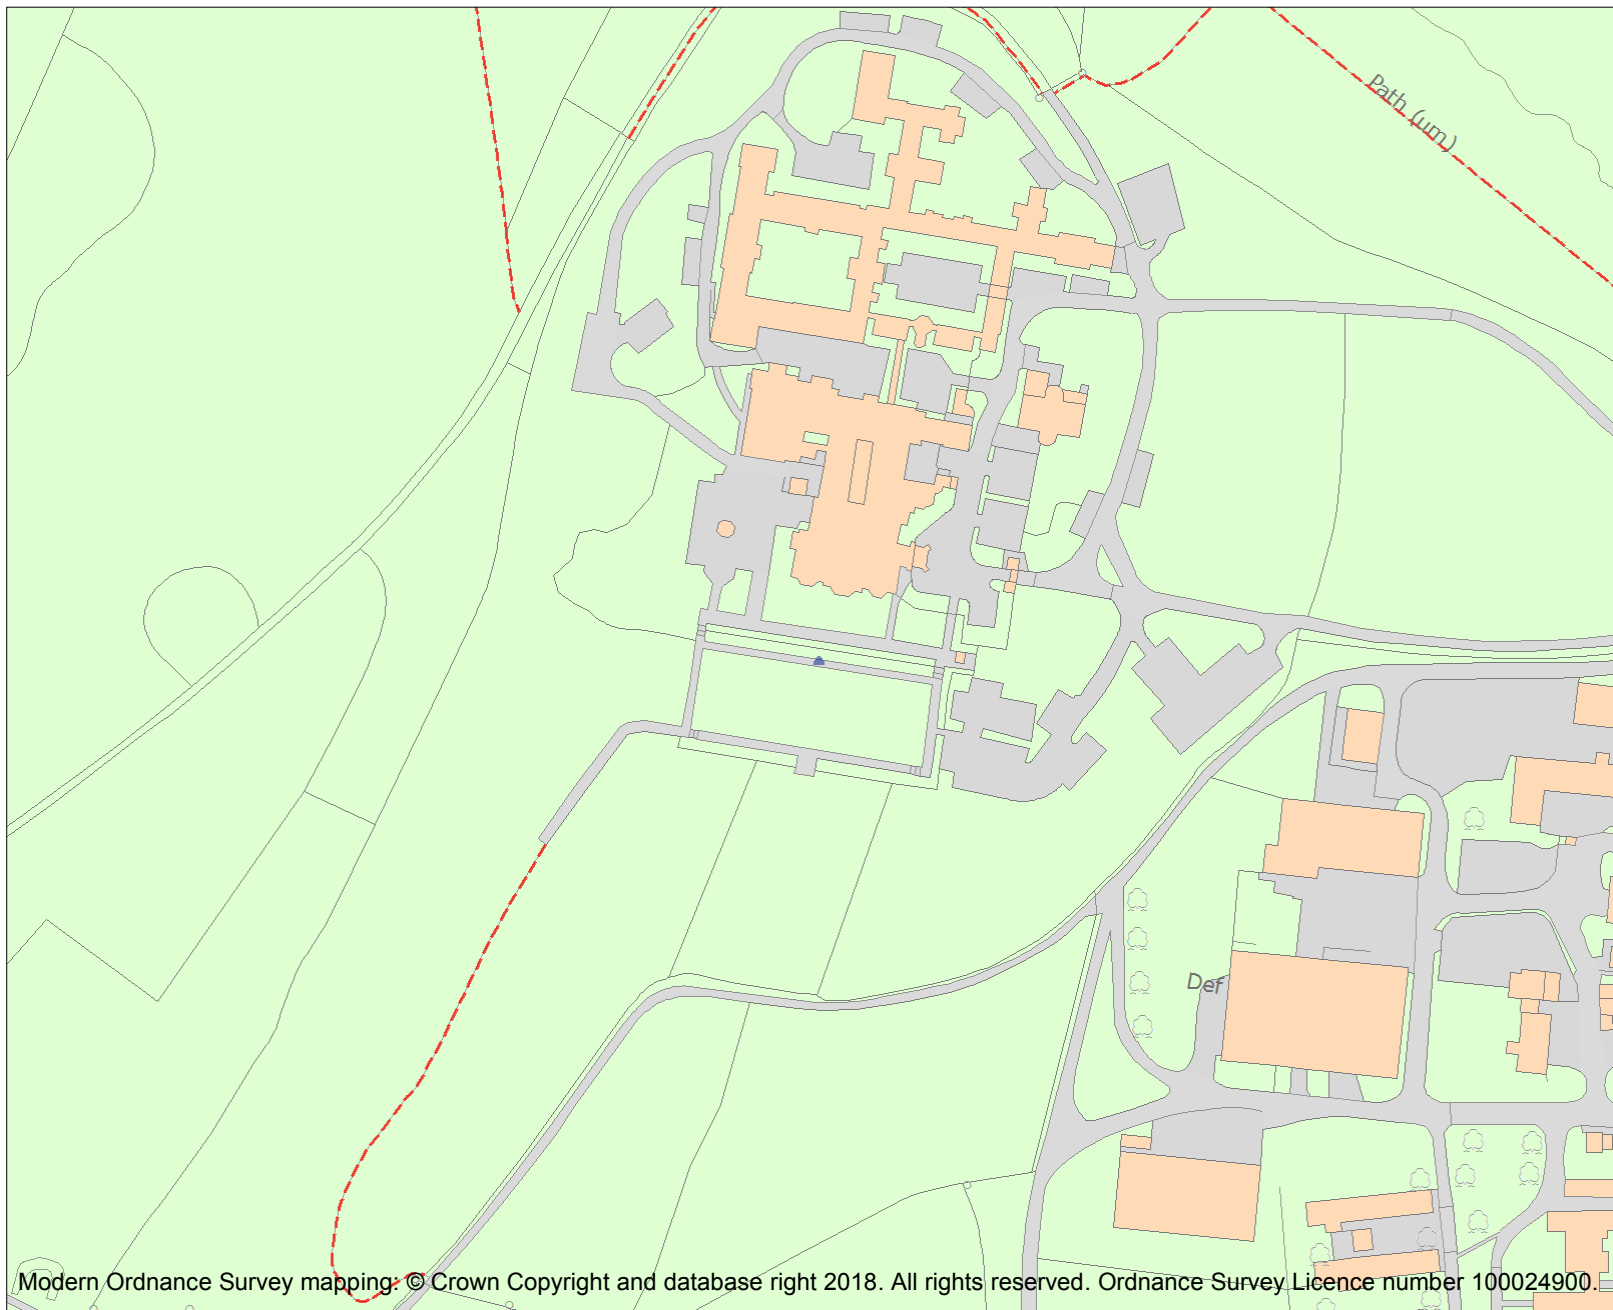 Path (um)
Def
Modern Ordnance Survey mapping: © Crown Copyright and database right 2018. All rights reserved. Ordnance Survey Licence number 100024900.